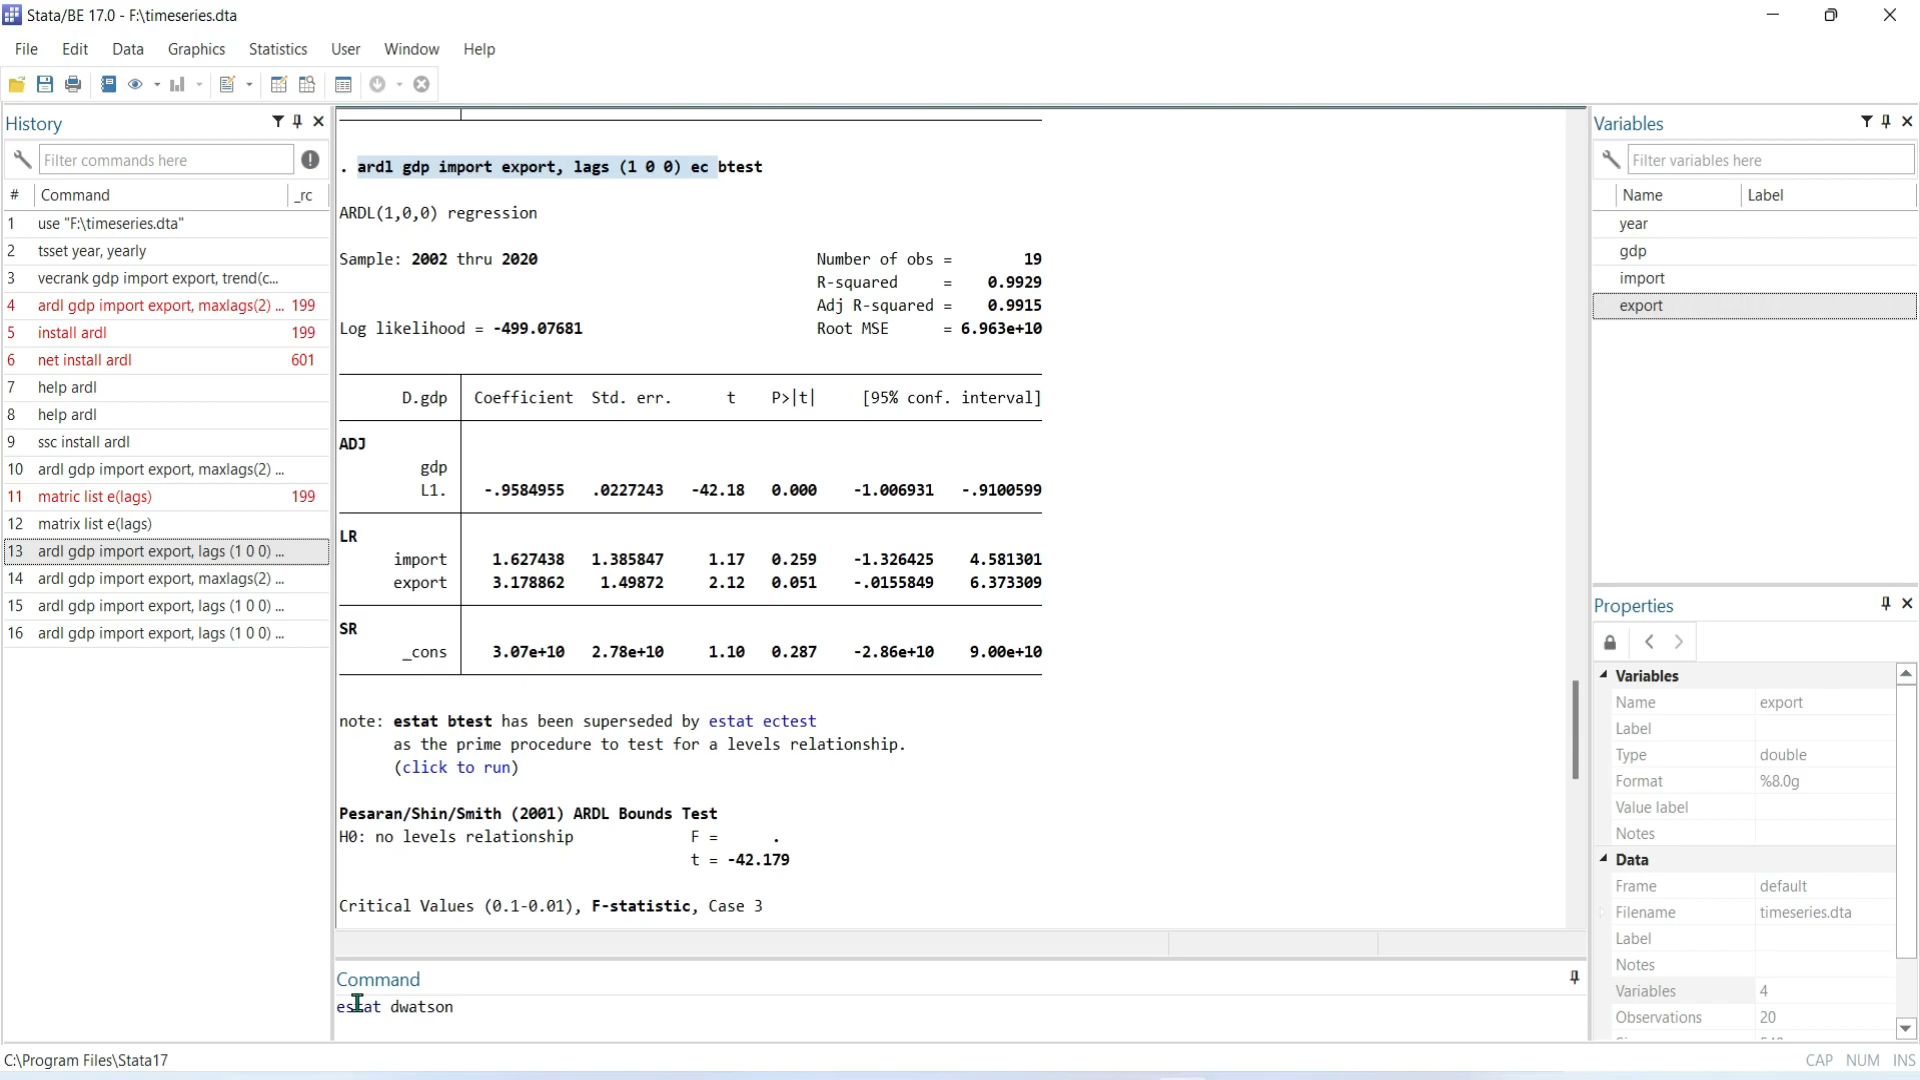 Stata/BE 17.0 - F:\timeseries.dta
File Edit Data Graphics Statistics User Window Help
History
Filter commands here
# Command _rc
1 use "F:\timeseries.dta"
2 tsset year, yearly
3 vecrank gdp import export, trend(c...
4 ardl gdp import export, maxlags(2) ... 199
5 install ardl 199
6 net install ardl 601
7 help ardl
8 help ardl
9 ssc install ardl
10 ardl gdp import export, maxlags(2) ...
11 matric list e(lags) 199
12 matrix list e(lags)
13 ardl gdp import export, lags (1 0 0) ...
14 ardl gdp import export, maxlags(2) ...
15 ardl gdp import export, lags (1 0 0) ...
16 ardl gdp import export, lags (1 0 0) ...
. ardl gdp import export, lags (1 0 0) ec btest
ARDL(1,0,0) regression
Sample: 2002 thru 2020 Number of obs = 19
R-squared = 0.9929
Adj R-squared = 0.9915
Log likelihood = -499.07681 Root MSE = 6.963e+10
D.gdp Coefficient Std. err. t P>|t| [95% conf. interval]
ADJ
gdp
L1. -.9584955 .0227243 -42.18 0.000 -1.006931 -.9100599
LR
import 1.627438 1.385847 1.17 0.259 -1.326425 4.581301
export 3.178862 1.49872 2.12 0.051 -.0155849 6.373309
SR
_cons 3.07e+10 2.78e+10 1.10 0.287 -2.86e+10 9.00e+10
note: estat btest has been superseded by estat ectest
as the prime procedure to test for a levels relationship.
(click to run)
Pesaran/Shin/Smith (2001) ARDL Bounds Test
H0: no levels relationship F = .
t = -42.179
Critical Values (0.1-0.01), F-statistic, Case 3
Command
estat dwatson
Variables
Filter variables here
Name Label
year
gdp
import
export
Properties
Variables
Name export
Label
Type double
Format %8.0g
Value label
Notes
Data
Frame default
Filename timeseries.dta
Label
Notes
Variables 4
Observations 20
C:\Program Files\Stata17
CAP NUM INS